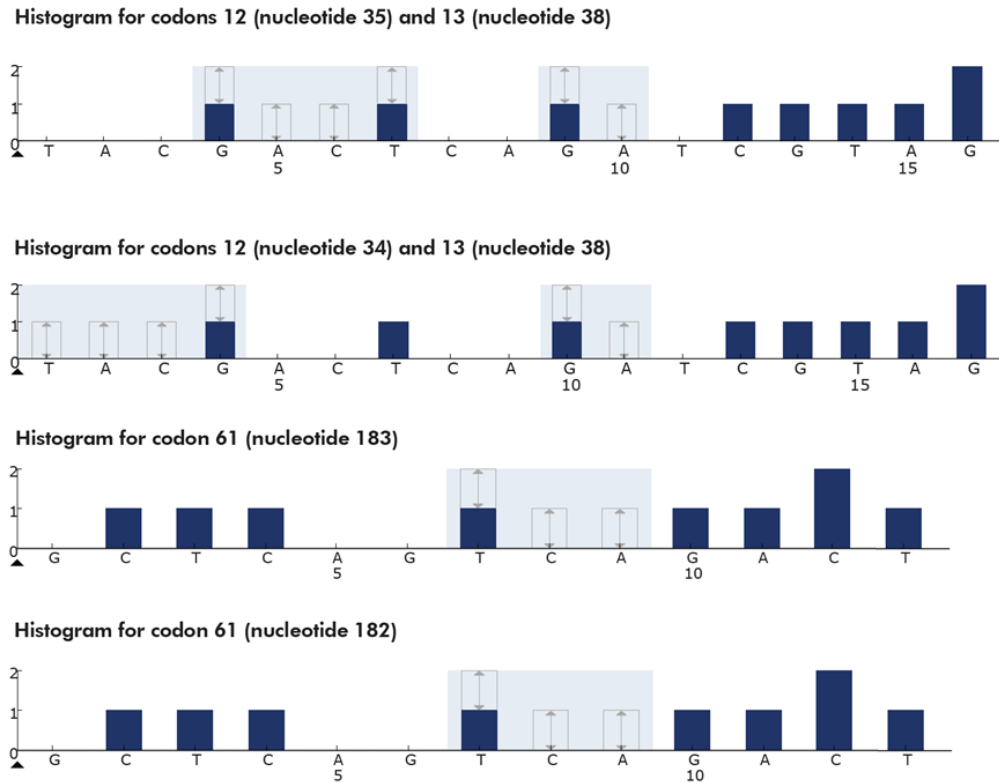 Histogram for codons 12 (nucleotide 35) and 13 (nucleotide 38)
2
1
0
T A C G A C T C A G A T C G T A G
5 10 15
Histogram for codons 12 (nucleotide 34) and 13 (nucleotide 38)
2
1
0
T A C G A C T C A G A T C G T A G
5 10 15
Histogram for codon 61 (nucleotide 183)
2
1
0
G C T C A G T C A G A C T
5 10
Histogram for codon 61 (nucleotide 182)
2
1
0
G C T C A G T C A G A C T
5 10